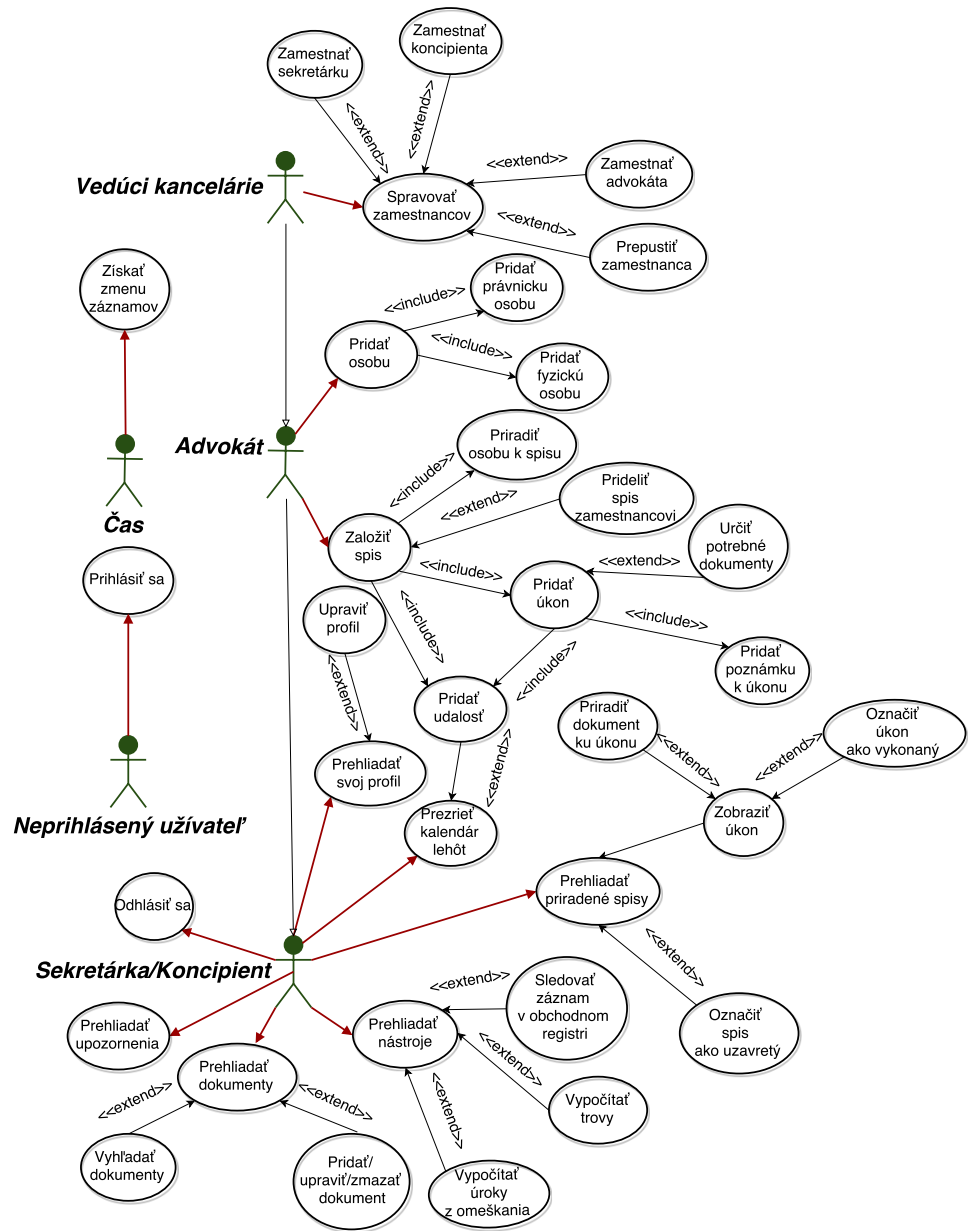 Zamestnať
sekretárku
Zamestnať
koncipienta
<<extend>>
<<extend>>
<<extend>>
Zamestnať
advokáta
Vedúci kancelárie
Spravovať
zamestnancov
<<extend>>
Prepustiť
zamestnanca
Získať
zmenu
záznamov
Pridať
právnicku
osobu
<<include>>
Pridať
osobu
<<include>>
Pridať
fyzickú
osobu
Advokát
Priradiť
osobu k spisu
<<include>>
Prideliť
spis
zamestnancovi
<<extend>>
Čas
Založiť
spis
Určiť
potrebné
dokumenty
<<extend>>
<<include>>
Prihlásiť sa
Pridať
úkon
Upraviť
profil
<<include>>
<<include>>
<<include>>
Pridať
poznámku
k úkonu
<<extend>>
Pridať
udalosť
Priradiť
dokument
ku úkonu
Označiť
úkon
ako vykonaný
<<extend>>
<<extend>>
<<extend>>
Prehliadať
svoj profil
Neprihlásený užívateľ
Prezrieť
kalendár
lehôt
Zobraziť
úkon
Prehliadať
priradené spisy
Odhlásiť sa
<<extend>>
Sekretárka/Koncipient
<<extend>>
Sledovať
záznam
v obchodnom
registri
Označiť
spis
ako uzavretý
Prehliadať
upozornenia
Prehliadať
nástroje
<<extend>>
Prehliadať
dokumenty
<<extend>>
<<extend>>
<<extend>>
Vypočítať
trovy
Vyhľadať
dokumenty
Pridať/
upraviť/zmazať
dokument
Vypočítať
úroky
z omeškania